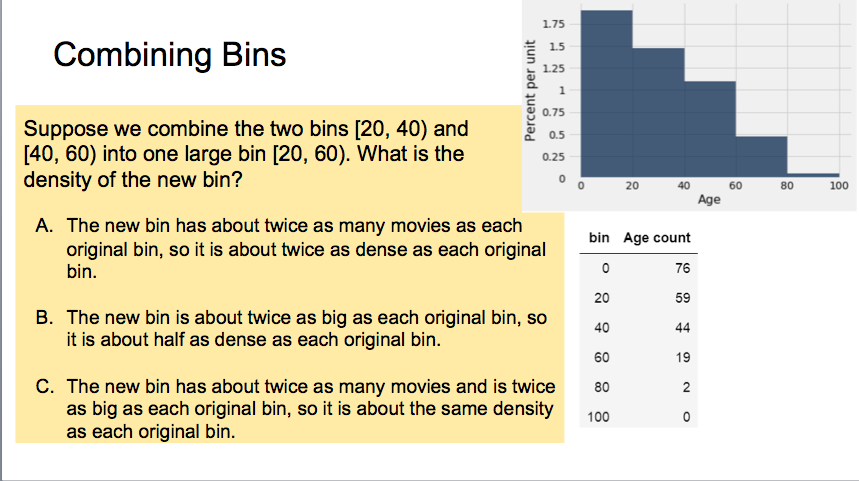 Combining Bins
Suppose we combine the two bins [20, 40) and
[40, 60) into one large bin [20, 60). What is the
density of the new bin?
A. The new bin has about twice as many movies as each
original bin, so it is about twice as dense as each original
bin.
B. The new bin is about twice as big as each original bin, so
it is about half as dense as each original bin.
C. The new bin has about twice as many movies and is twice
as big as each original bin, so it is about the same density
as each original bin.
Percent per unit
1.75
1.5
1.25
1
0.75
0.5
0.25
0
0 20 40 60 80 100
Age
bin Age count
0 76
20 59
40 44
60 19
80 2
100 0